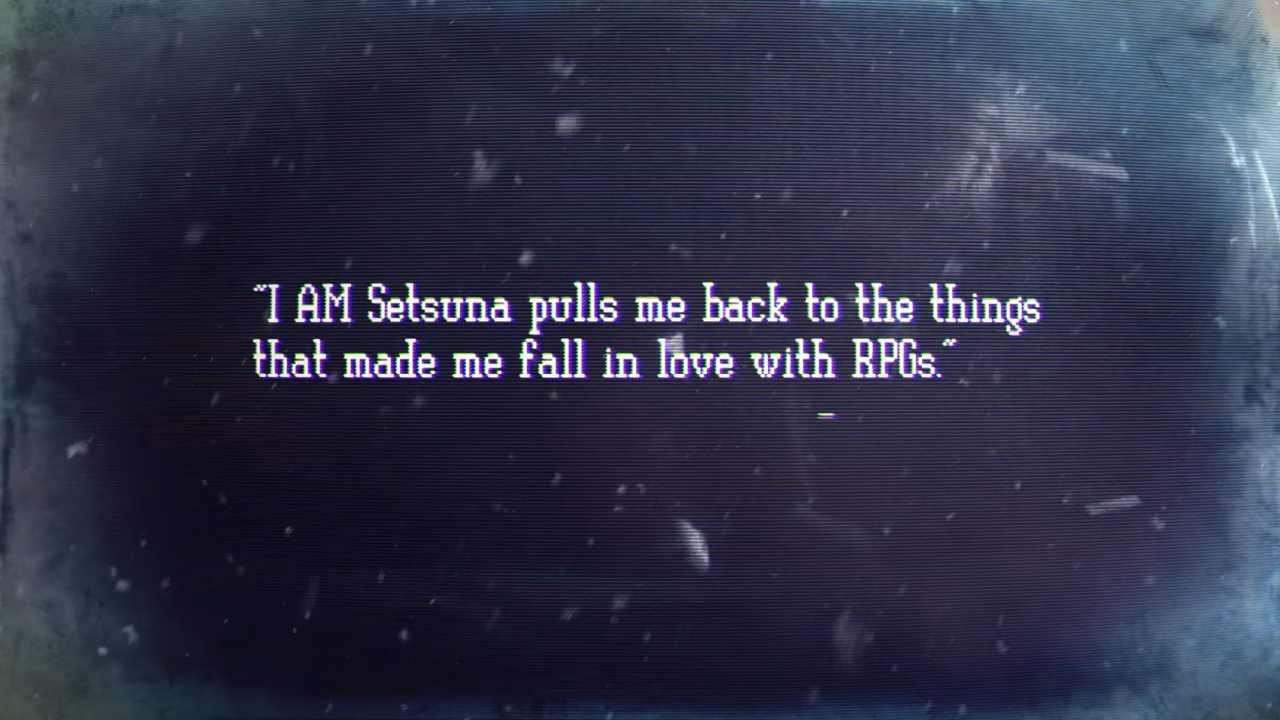 "I AM Setsuna pulls me back to the things
that made me fall in love with RPGs."